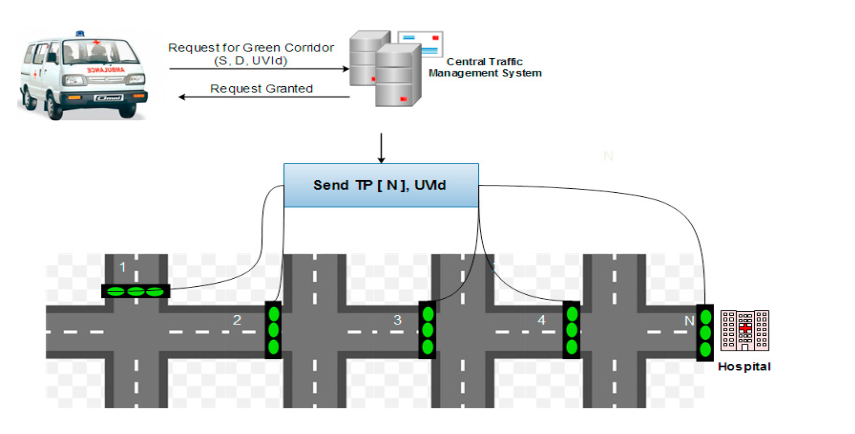 Request for Green Corridor
(S, D, UVId)
Request Granted
Central Traffic
Management System
AMBULANCE
N
Send TP [ N ], UVId
1
2
3
4
N
Hospital